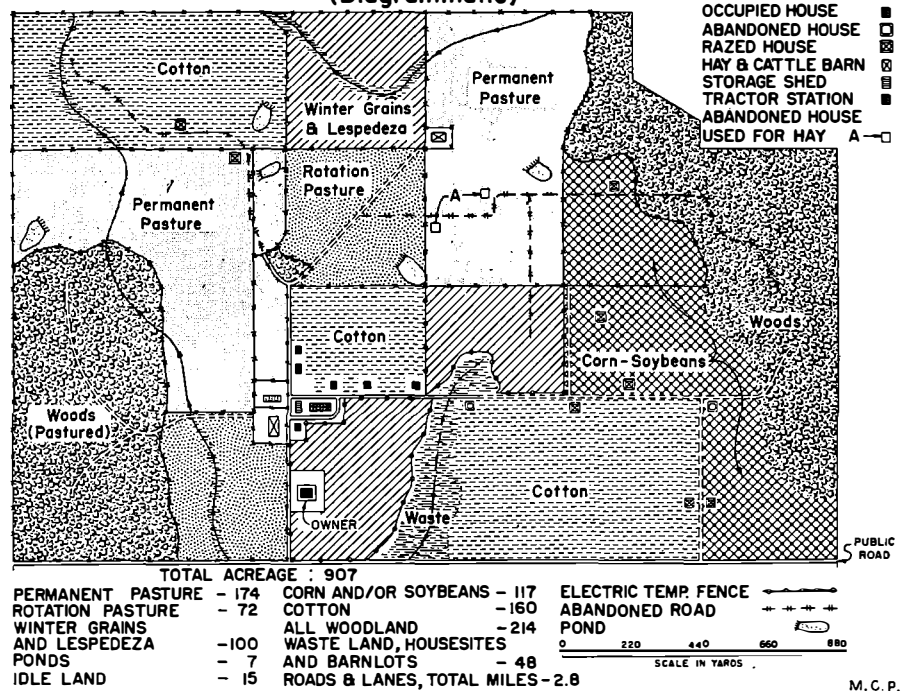 (Diagrammatic)
OCCUPIED HOUSE
ABANDONED HOUSE
RAZED HOUSE
HAY & CATTLE BARN
STORAGE SHED
TRACTOR STATION
ABANDONED HOUSE
USED FOR HAY A
Cotton
Winter Grains
& Lespedeza
Permanent
Pasture
Rotation
Pasture
A
Permanent
Pasture
Cotton
Woods
Corn-Soybeans
Woods
(Pastured)
Cotton
Waste
OWNER
PUBLIC
ROAD
TOTAL ACREAGE : 907
PERMANENT PASTURE - 174
ROTATION PASTURE - 72
WINTER GRAINS
AND LESPEDEZA -100
PONDS - 7
IDLE LAND - 15
CORN AND/OR SOYBEANS - 117
COTTON -160
ALL WOODLAND -214
WASTE LAND, HOUSESITES
AND BARNLOTS - 48
ROADS & LANES, TOTAL MILES-2.8
ELECTRIC TEMP. FENCE
ABANDONED ROAD
POND
0 220 440 660 880
SCALE IN YARDS.
M.C.P.